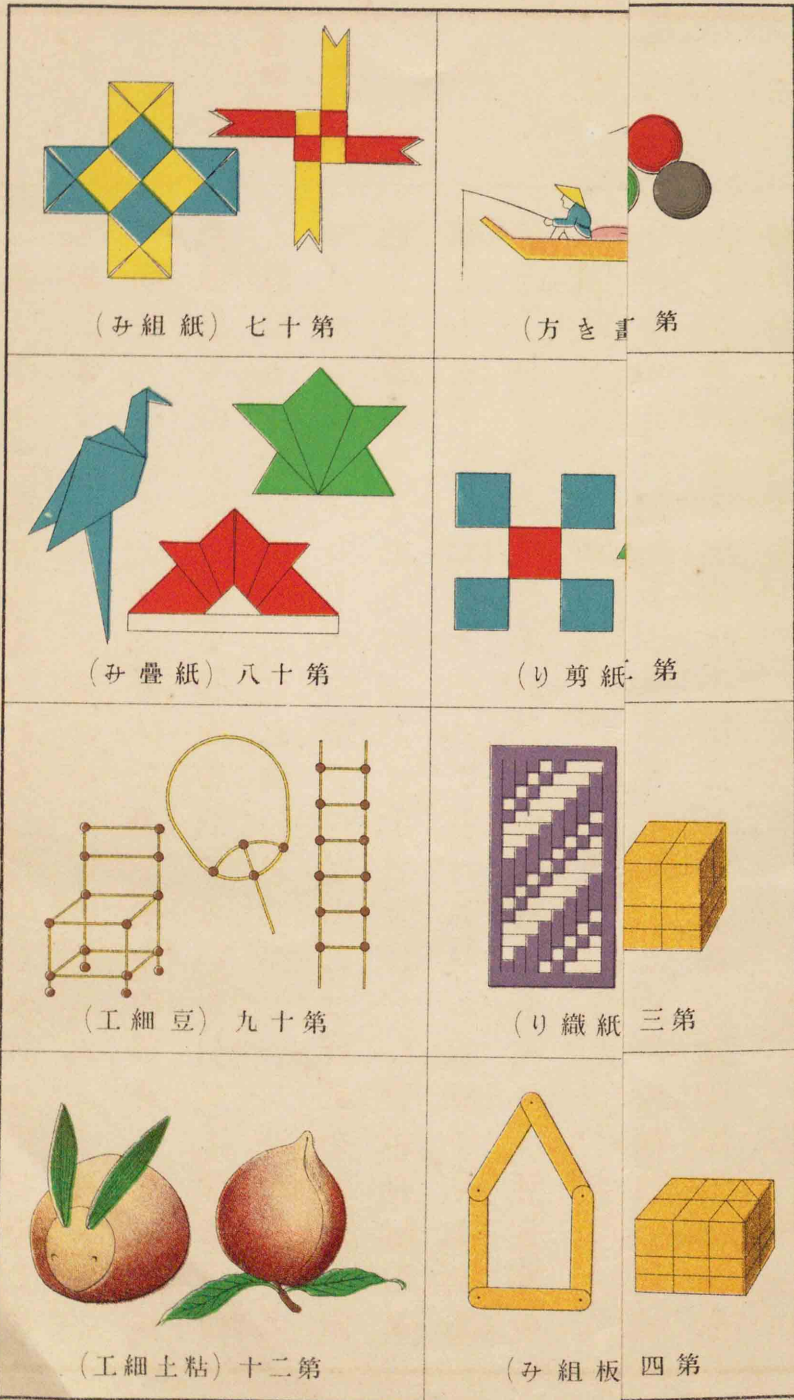 第
き方)
第十七 (紙組み)
第
紙剪り)
第十八 (紙疊み)
第三
紙織り)
第十九 (豆細工)
第四
板組み)
第二十 (粘土細工)